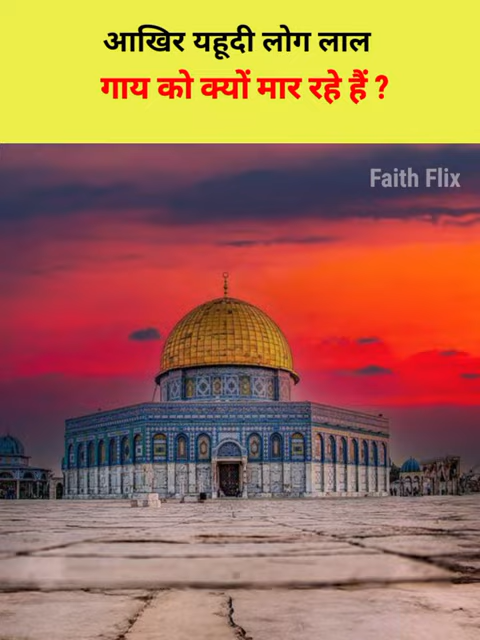 आखिर यहूदी लोग लाल
गाय को क्यों मार रहे हैं ?
Faith Flix